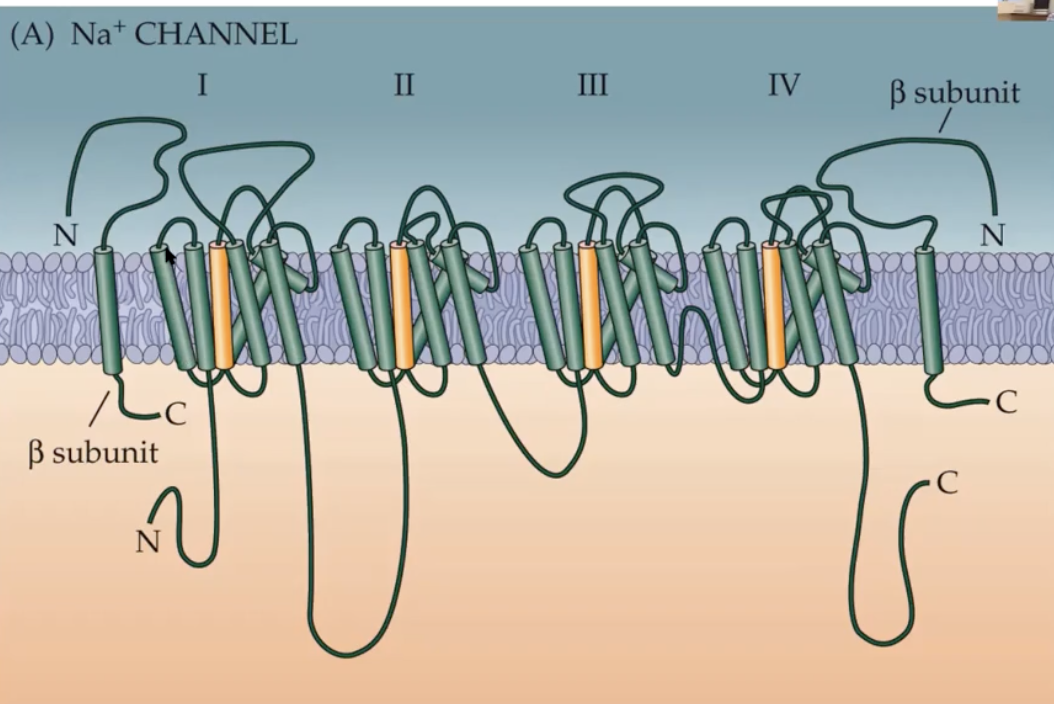 (A) Na⁺ CHANNEL
I II III IV
β subunit
N N
C C
β subunit
C
N